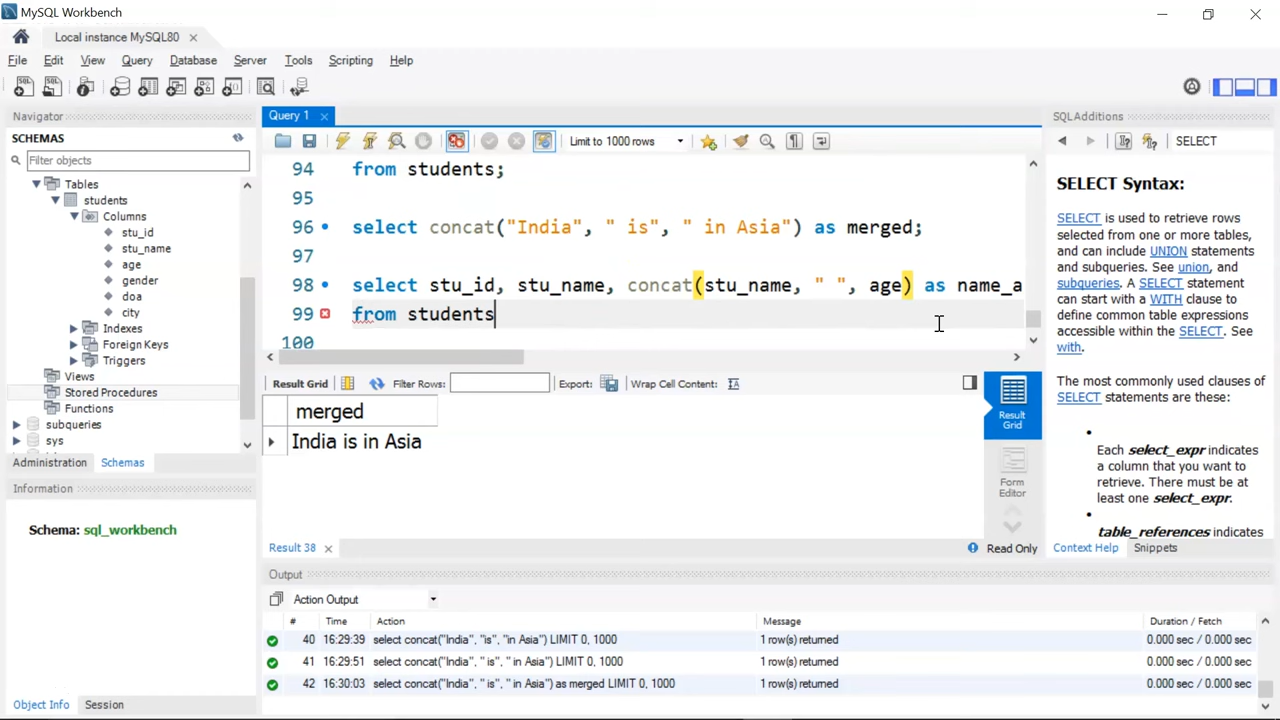 MySQL Workbench
Local instance MySQL80
File Edit View Query Database Server Tools Scripting Help
Navigator
SCHEMAS
Filter objects
Tables
students
Columns
stu_id
stu_name
age
gender
doa
city
Indexes
Foreign Keys
Triggers
Views
Stored Procedures
Functions
subqueries
sys
Administration Schemas
Information
Schema: sql_workbench
Object Info Session
Query 1
Limit to 1000 rows
94 from students;
95
96 select concat("India", " is", " in Asia") as merged;
97
98 select stu_id, stu_name, concat(stu_name, " ", age) as name_a
99 from students
100
Result Grid Filter Rows: Export: Wrap Cell Content:
merged
India is in Asia
Result Grid
Form Editor
Result 38
Read Only
Output
Action Output
# Time Action Message Duration / Fetch
40 16:29:39 select concat("India", "is", "in Asia") LIMIT 0, 1000 1 row(s) returned 0.000 sec / 0.000 sec
41 16:29:51 select concat("India", " is", " in Asia") LIMIT 0, 1000 1 row(s) returned 0.000 sec / 0.000 sec
42 16:30:03 select concat("India", " is", " in Asia") as merged LIMIT 0, 1000 1 row(s) returned 0.000 sec / 0.000 sec
SQLAdditions
SELECT
SELECT Syntax:
SELECT is used to retrieve rows
selected from one or more tables,
and can include UNION statements
and subqueries. See union, and
subqueries. A SELECT statement
can start with a WITH clause to
define common table expressions
accessible within the SELECT. See
with.
The most commonly used clauses of
SELECT statements are these:
• Each select_expr indicates
a column that you want to
retrieve. There must be at
least one select_expr.
• table_references indicates
Context Help Snippets